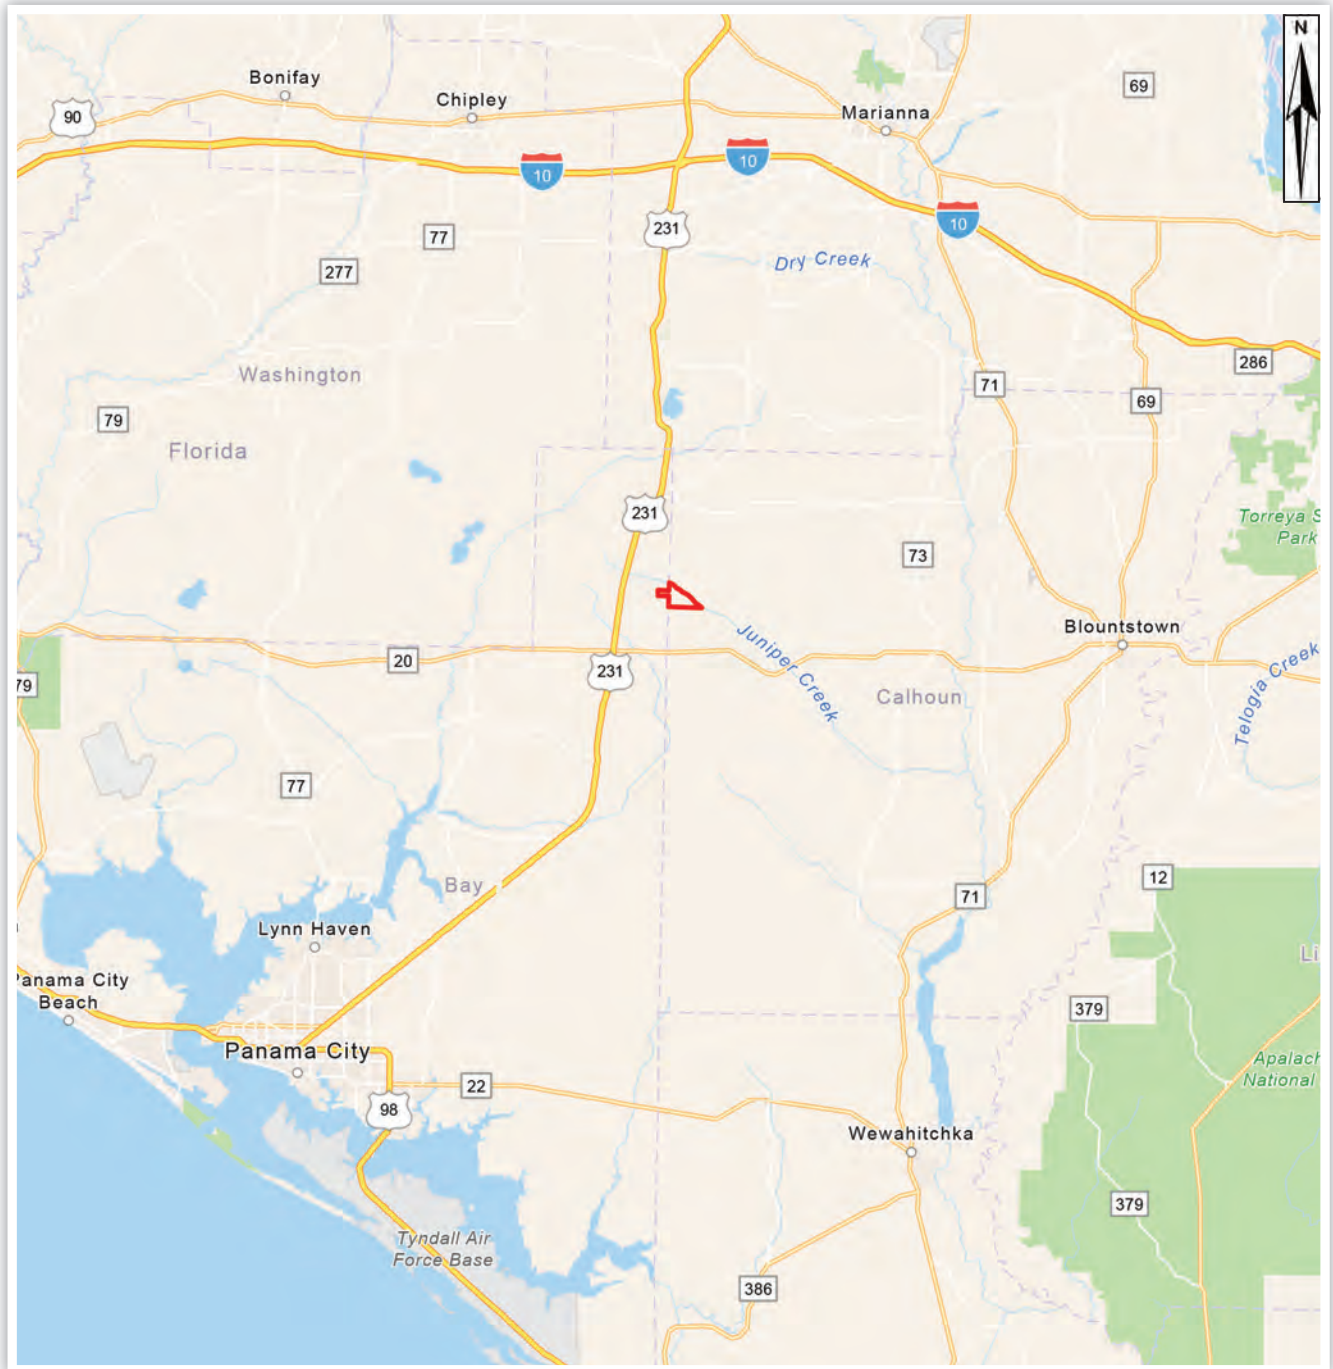 N
Bonifay
Chipley
Marianna
69
90
10
10
10
77
231
277
Dry Creek
286
Washington
71
69
79
Florida
231
Torreya S
Park
73
Blountstown
Juniper Creek
20
231
79
Calhoun
Telogia Creek
77
12
Bay
71
Lynn Haven
Li
Panama City
Beach
379
Panama City
Apalach
National
22
98
Wewahitchka
379
Tyndall Air
Force Base
386